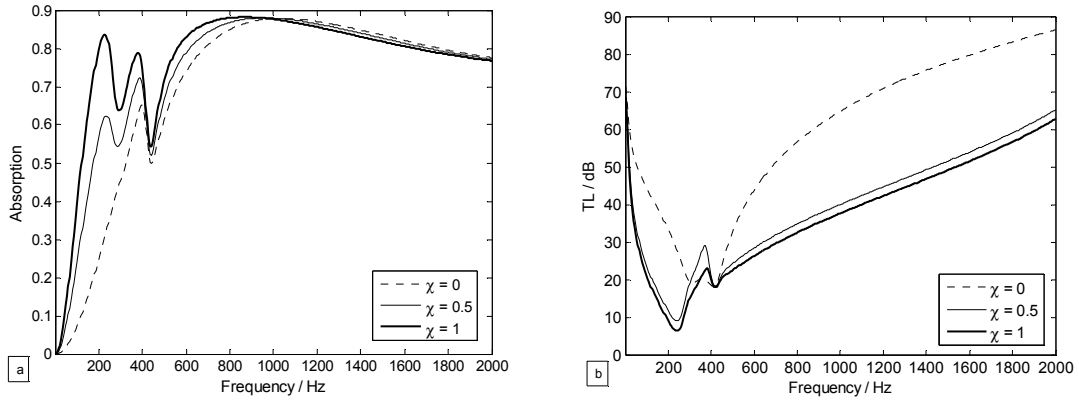 0.9
0.8
0.7
0.6
0.5
0.4
0.3
0.2
0.1
0
Absorption
200 400 600 800 1000 1200 1400 1600 1800 2000
Frequency / Hz
χ = 0
χ = 0.5
χ = 1
a
90
80
70
60
50
40
30
20
10
0
TL / dB
0 200 400 600 800 1000 1200 1400 1600 1800 2000
Frequency / Hz
χ = 0
χ = 0.5
χ = 1
b